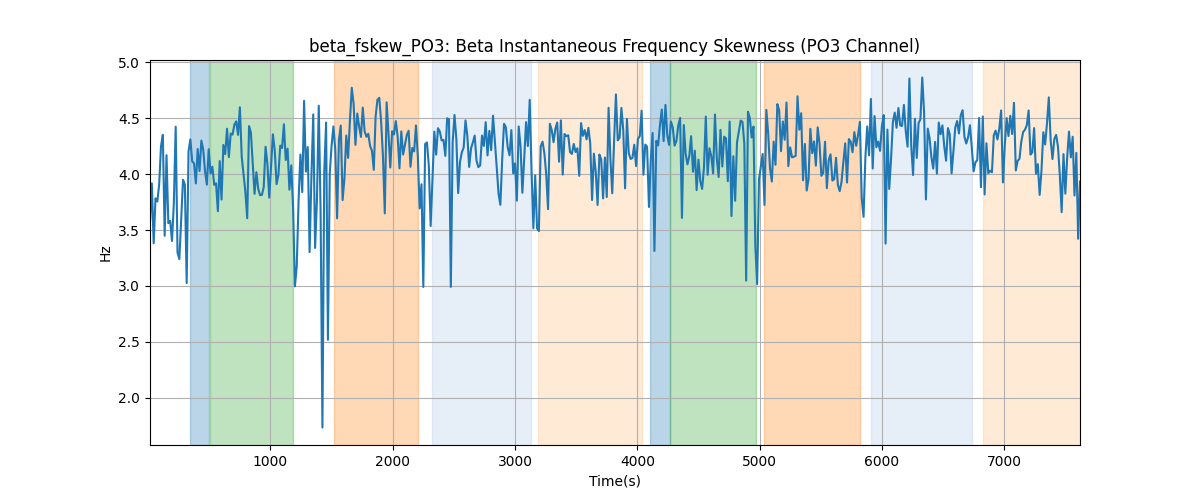 beta_fskew_PO3: Beta Instantaneous Frequency Skewness (PO3 Channel)
5.0
4.5
4.0
3.5
3.0
2.5
2.0
Hz
1000 2000 3000 4000 5000 6000 7000
Time(s)